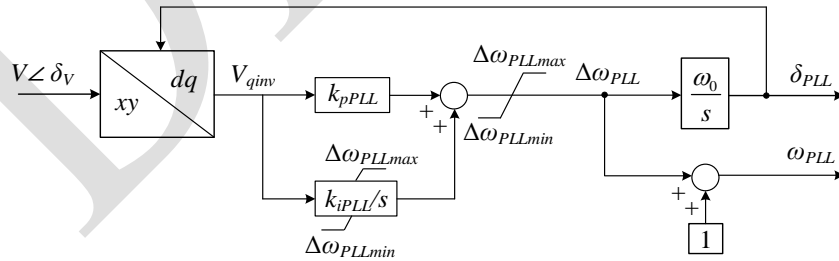 V∠ δ_V
xy
dq
V_qinv
k_pPLL
+
+
Δω_PLLmax
Δω_PLLmin
Δω_PLL
ω_0
s
δ_PLL
Δω_PLLmax
k_iPLL/s
Δω_PLLmin
ω_PLL
+
+
1